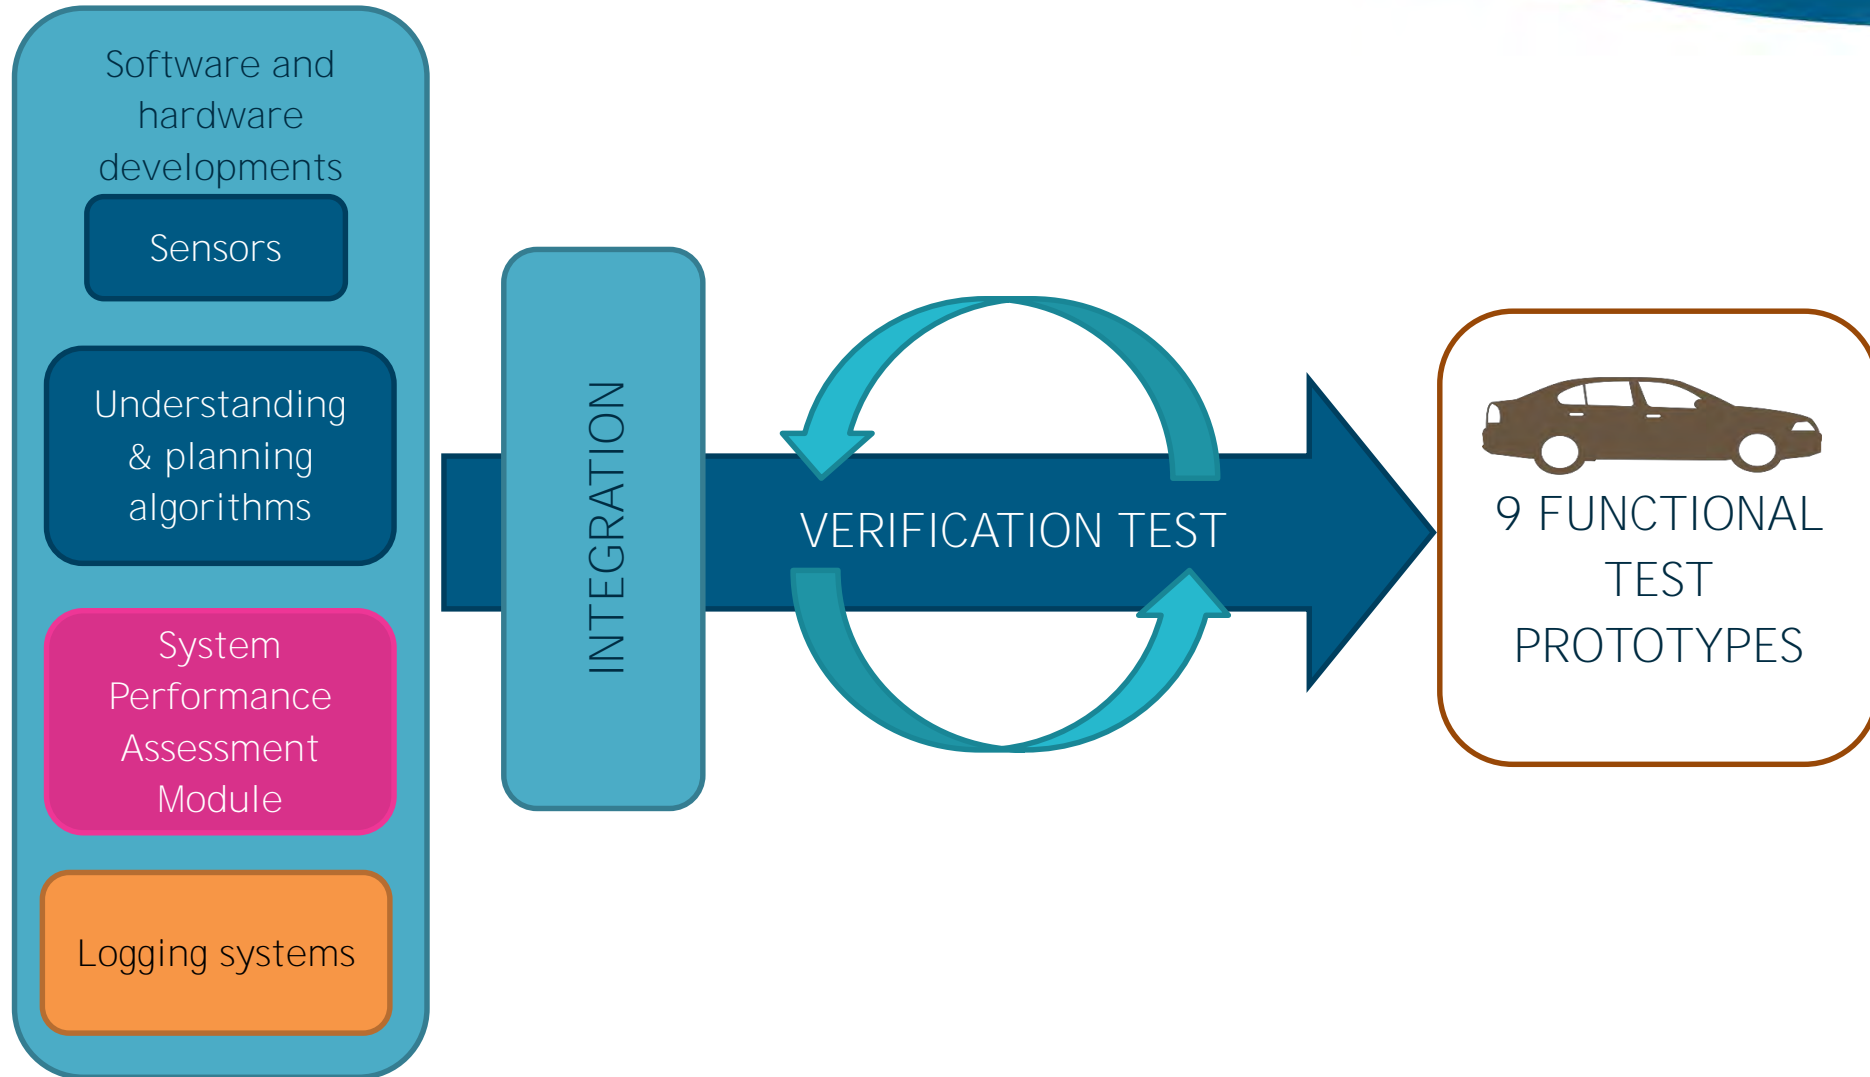 Software and
hardware
developments
Sensors
Understanding
& planning
algorithms
System
Performance
Assessment
Module
Logging systems
INTEGRATION
VERIFICATION TEST
9 FUNCTIONAL
TEST
PROTOTYPES